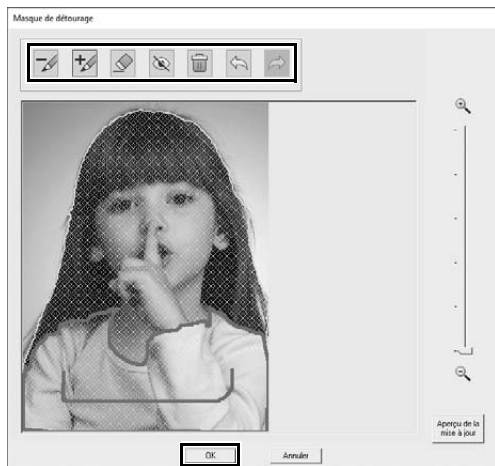 Masque de détourage
Aperçu de la
mise à jour
OK
Annuler